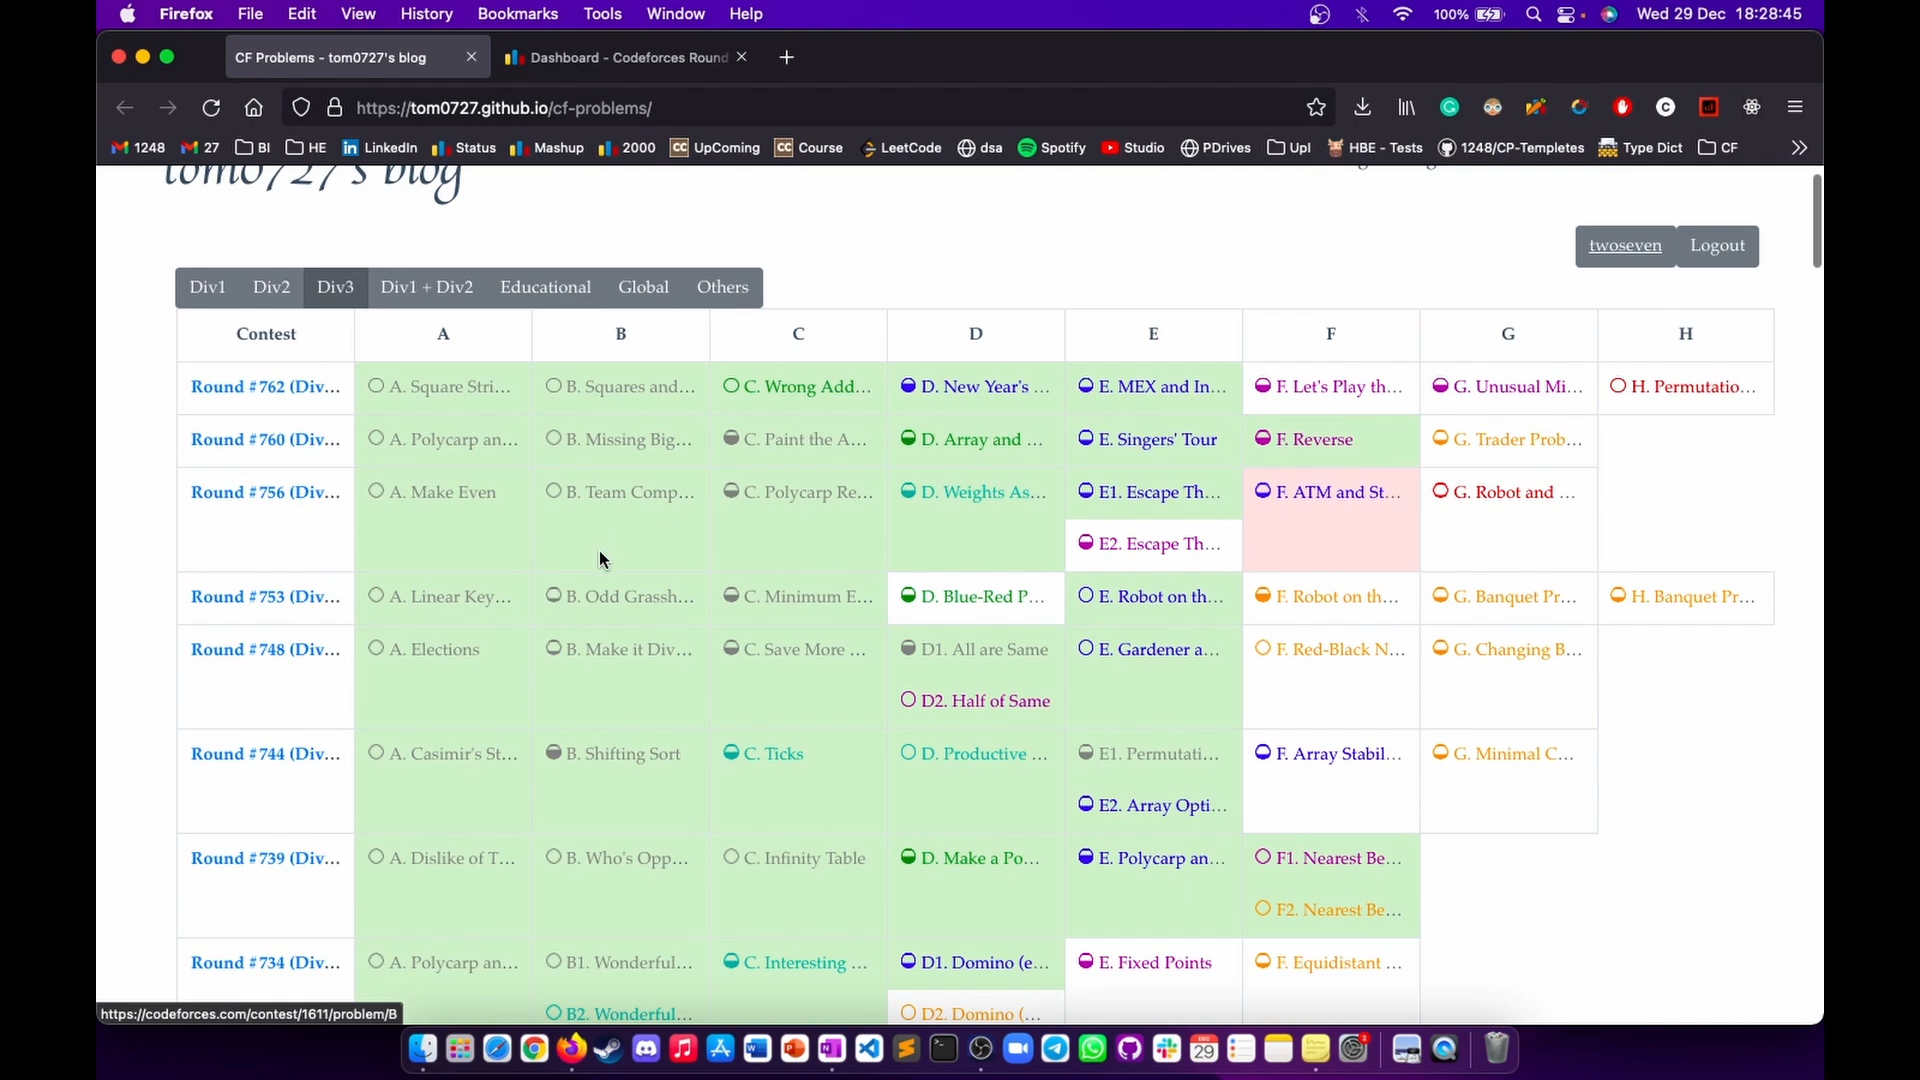 Firefox File Edit View History Bookmarks Tools Window Help 100% Wed 29 Dec 18:28:45
CF Problems - tom0727's blog Dashboard - Codeforces Round
https://tom0727.github.io/cf-problems/
1248 27 BI HE LinkedIn Status Mashup 2000 UpComing Course LeetCode dsa Spotify Studio PDrives Upl HBE - Tests 1248/CP-Templetes Type Dict CF
tom0727's blog
twoseven Logout
Div1 Div2 Div3 Div1 + Div2 Educational Global Others
Contest A B C D E F G H
Round #762 (Div... A. Square Stri... B. Squares and... C. Wrong Add... D. New Year's ... E. MEX and In... F. Let's Play th... G. Unusual Mi... H. Permutatio...
Round #760 (Div... A. Polycarp an... B. Missing Big... C. Paint the A... D. Array and ... E. Singers' Tour F. Reverse G. Trader Prob...
Round #756 (Div... A. Make Even B. Team Comp... C. Polycarp Re... D. Weights As... E1. Escape Th... F. ATM and St... G. Robot and ...
E2. Escape Th...
Round #753 (Div... A. Linear Key... B. Odd Grassh... C. Minimum E... D. Blue-Red P... E. Robot on th... F. Robot on th... G. Banquet Pr... H. Banquet Pr...
Round #748 (Div... A. Elections B. Make it Div... C. Save More ... D1. All are Same E. Gardener a... F. Red-Black N... G. Changing B...
D2. Half of Same
Round #744 (Div... A. Casimir's St... B. Shifting Sort C. Ticks D. Productive ... E1. Permutati... F. Array Stabil... G. Minimal C...
E2. Array Opti...
Round #739 (Div... A. Dislike of T... B. Who's Opp... C. Infinity Table D. Make a Po... E. Polycarp an... F1. Nearest Be...
F2. Nearest Be...
Round #734 (Div... A. Polycarp an... B1. Wonderful... C. Interesting ... D1. Domino (e... E. Fixed Points F. Equidistant ...
B2. Wonderful... D2. Domino (...
https://codeforces.com/contest/1611/problem/B